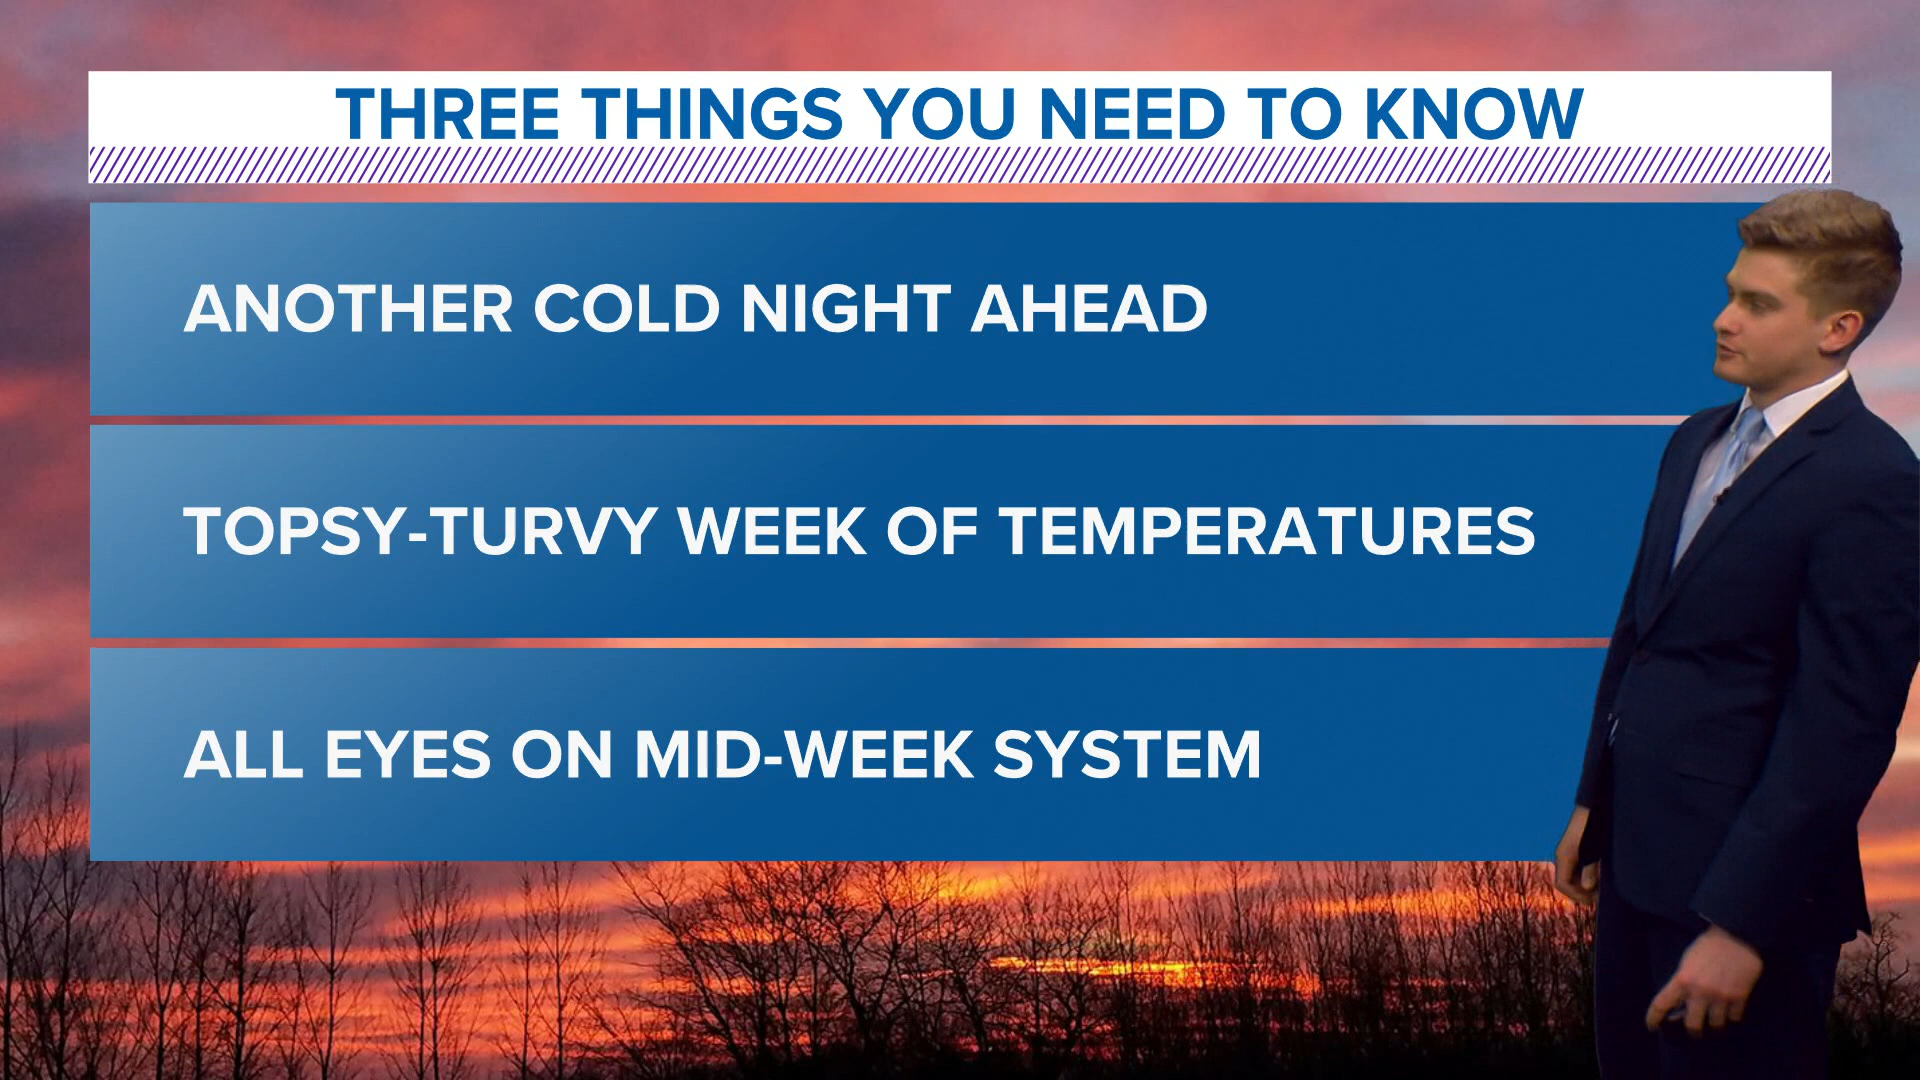 THREE THINGS YOU NEED TO KNOW
ANOTHER COLD NIGHT AHEAD
TOPSY-TURVY WEEK OF TEMPERATURES
ALL EYES ON MID-WEEK SYSTEM